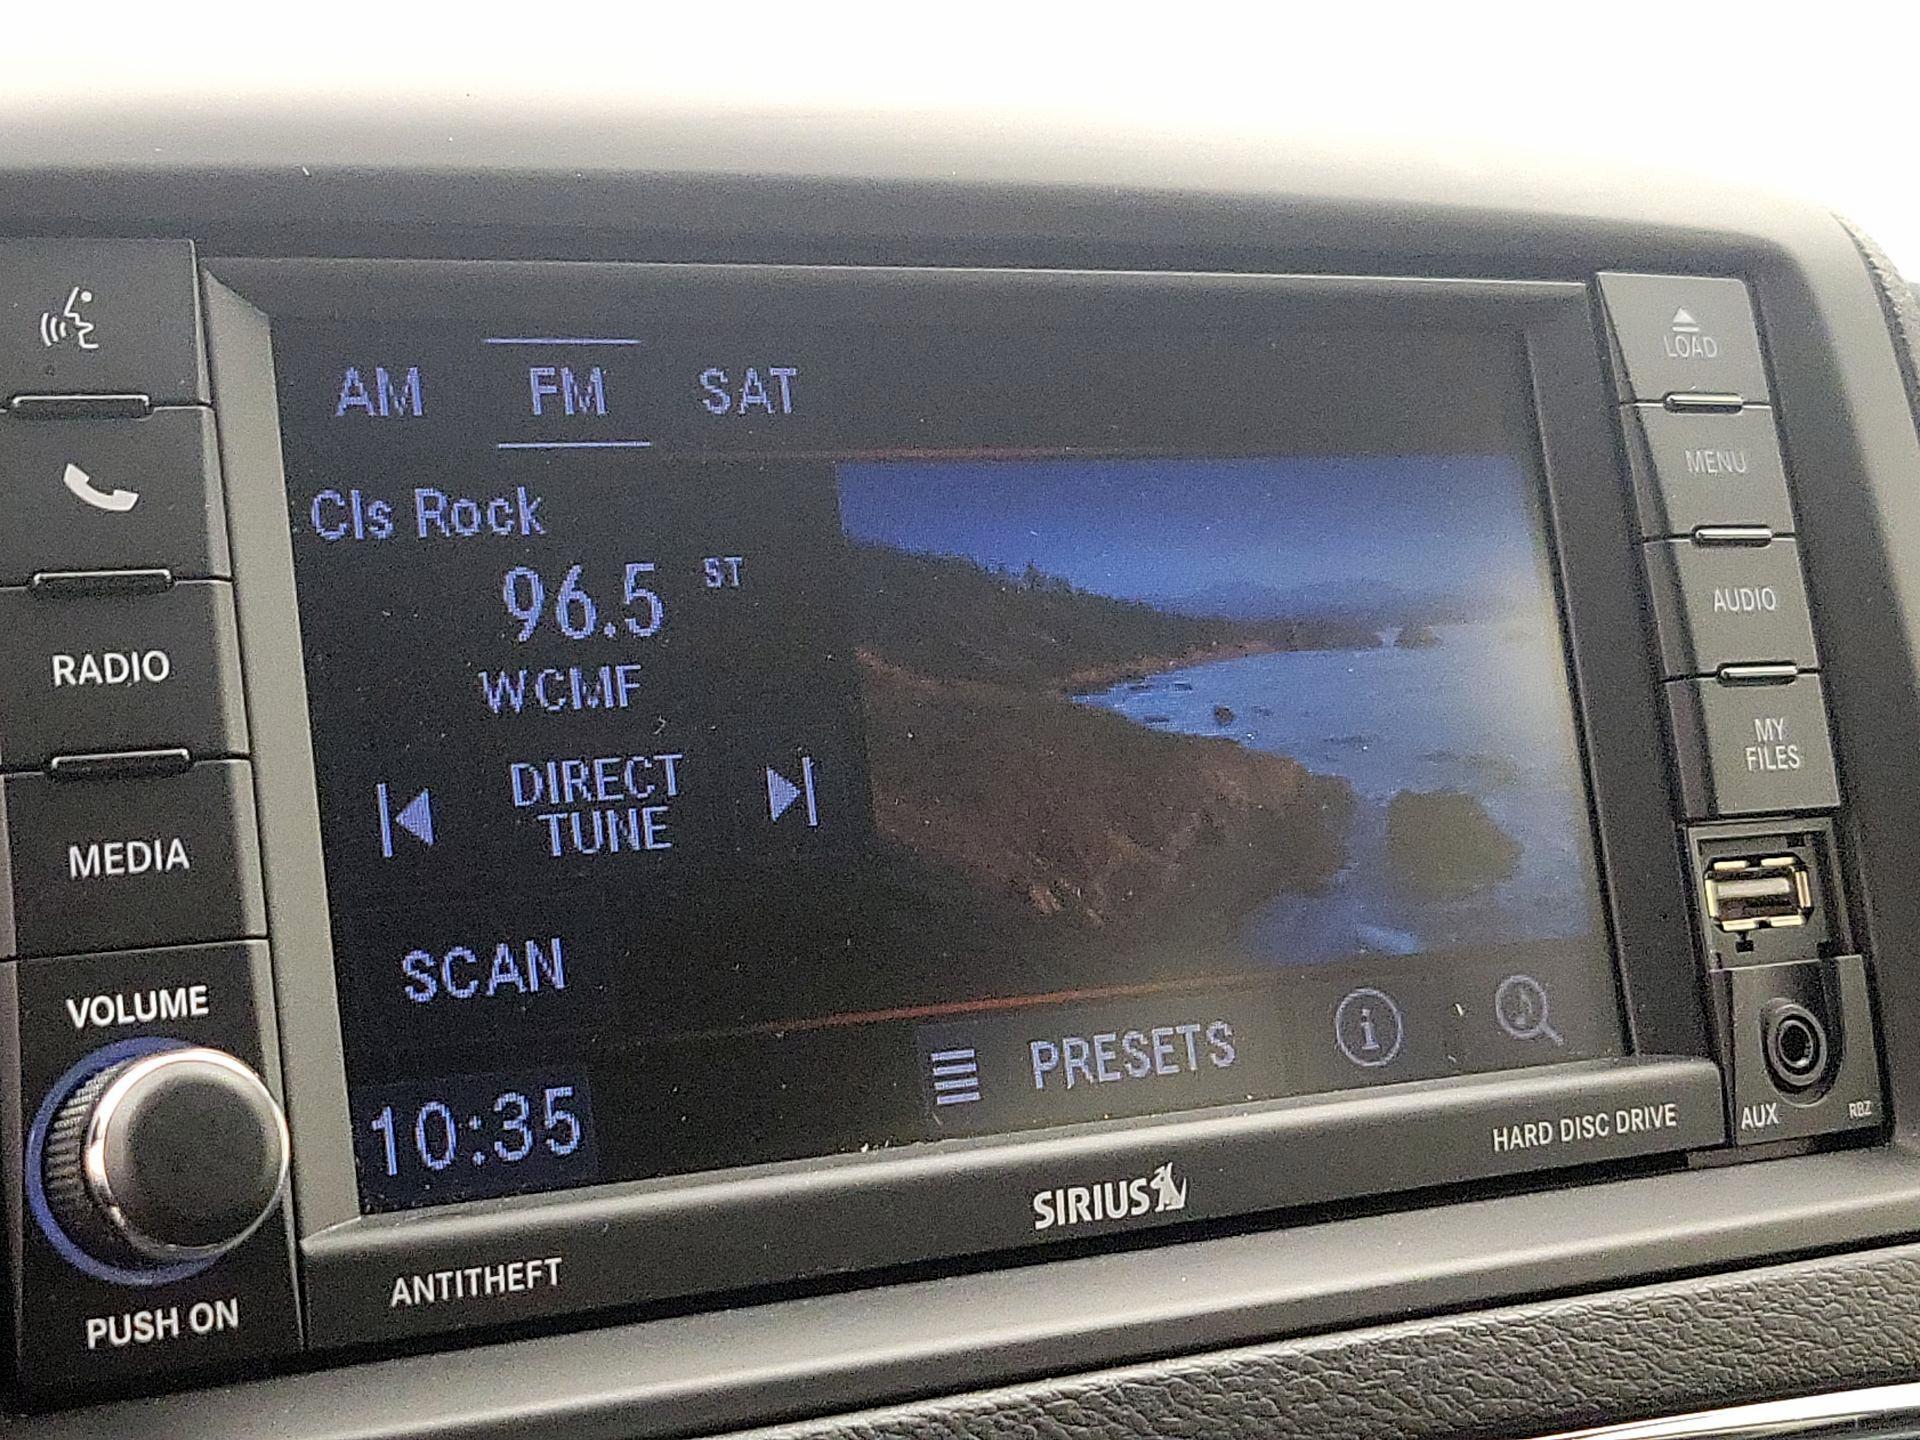 AM FM SAT
Cls Rock
96.5 ST
WCMF
DIRECT
TUNE
SCAN
10:35
PRESETS
RADIO
MEDIA
VOLUME
PUSH ON
LOAD
MENU
AUDIO
MY
FILES
AUX
RBZ
HARD DISC DRIVE
SIRIUS
ANTITHEFT